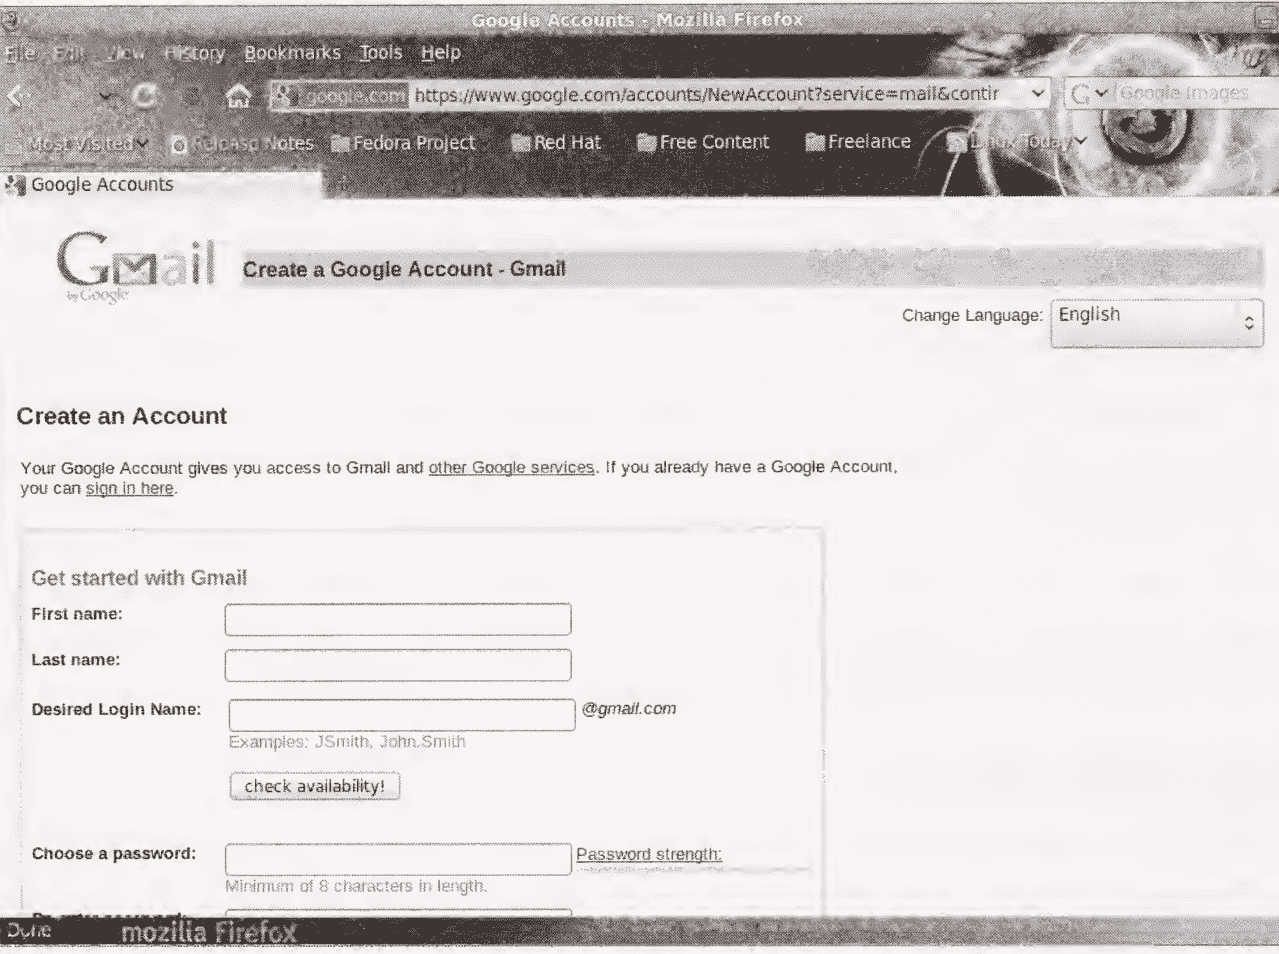 Google Accounts - Mozilla Firefox
File Edit View History Bookmarks Tools Help
google.com https://www.google.com/accounts/NewAccount?service=mail&contir Google Images
Most Visited Release Notes Fedora Project Red Hat Free Content Freelance Linux Today
Google Accounts
Gmail
by Google
Create a Google Account - Gmail
Change Language: English
Create an Account
Your Google Account gives you access to Gmail and other Google services. If you already have a Google Account,
you can sign in here.
Get started with Gmail
First name:
Last name:
Desired Login Name: @gmail.com
Examples: JSmith, John.Smith
check availability!
Choose a password: Password strength:
Minimum of 8 characters in length.
Done mozilla Firefox